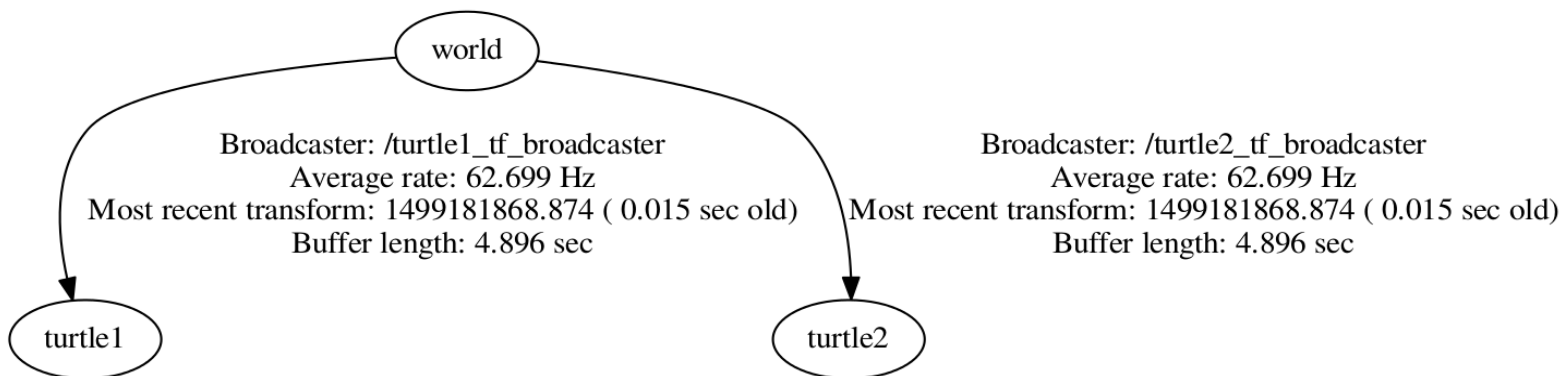 world
Broadcaster: /turtle1_tf_broadcaster
Average rate: 62.699 Hz
Most recent transform: 1499181868.874 ( 0.015 sec old)
Buffer length: 4.896 sec
Broadcaster: /turtle2_tf_broadcaster
Average rate: 62.699 Hz
Most recent transform: 1499181868.874 ( 0.015 sec old)
Buffer length: 4.896 sec
turtle1
turtle2